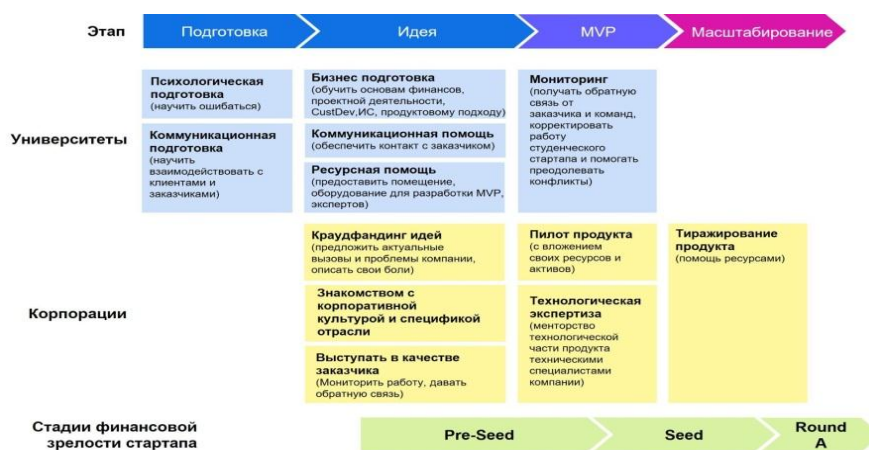 Этап
Подготовка
Идея
MVP
Масштабирование
Университеты
Психологическая
подготовка
(научить ошибаться)
Коммуникационная
подготовка
(научить
взаимодействовать с
клиентами и
заказчиками)
Бизнес подготовка
(обучить основам финансов,
проектной деятельности,
CustDev,ИС, продуктовому подходу)
Коммуникационная помощь
(обеспечить контакт с заказчиком)
Ресурсная помощь
(предоставить помещение,
оборудование для разработки MVP,
экспертов)
Мониторинг
(получать обратную
связь от
заказчика и команд,
корректировать
работу
студенческого
стартапа и помогать
преодолевать
конфликты)
Корпорации
Краудфандинг идей
(предложить актуальные
вызовы и проблемы компании,
описать свои боли)
Знакомством с
корпоративной
культурой и спецификой
отрасли
Выступать в качестве
заказчика
(Мониторить работу, давать
обратную связь)
Пилот продукта
(с вложением
своих ресурсов и
активов)
Технологическая
экспертиза
(менторство
технологической
части продукта
техническими
специалистами
компании)
Тиражирование
продукта
(помощь ресурсами)
Стадии финансовой
зрелости стартапа
Pre-Seed
Seed
Round
A